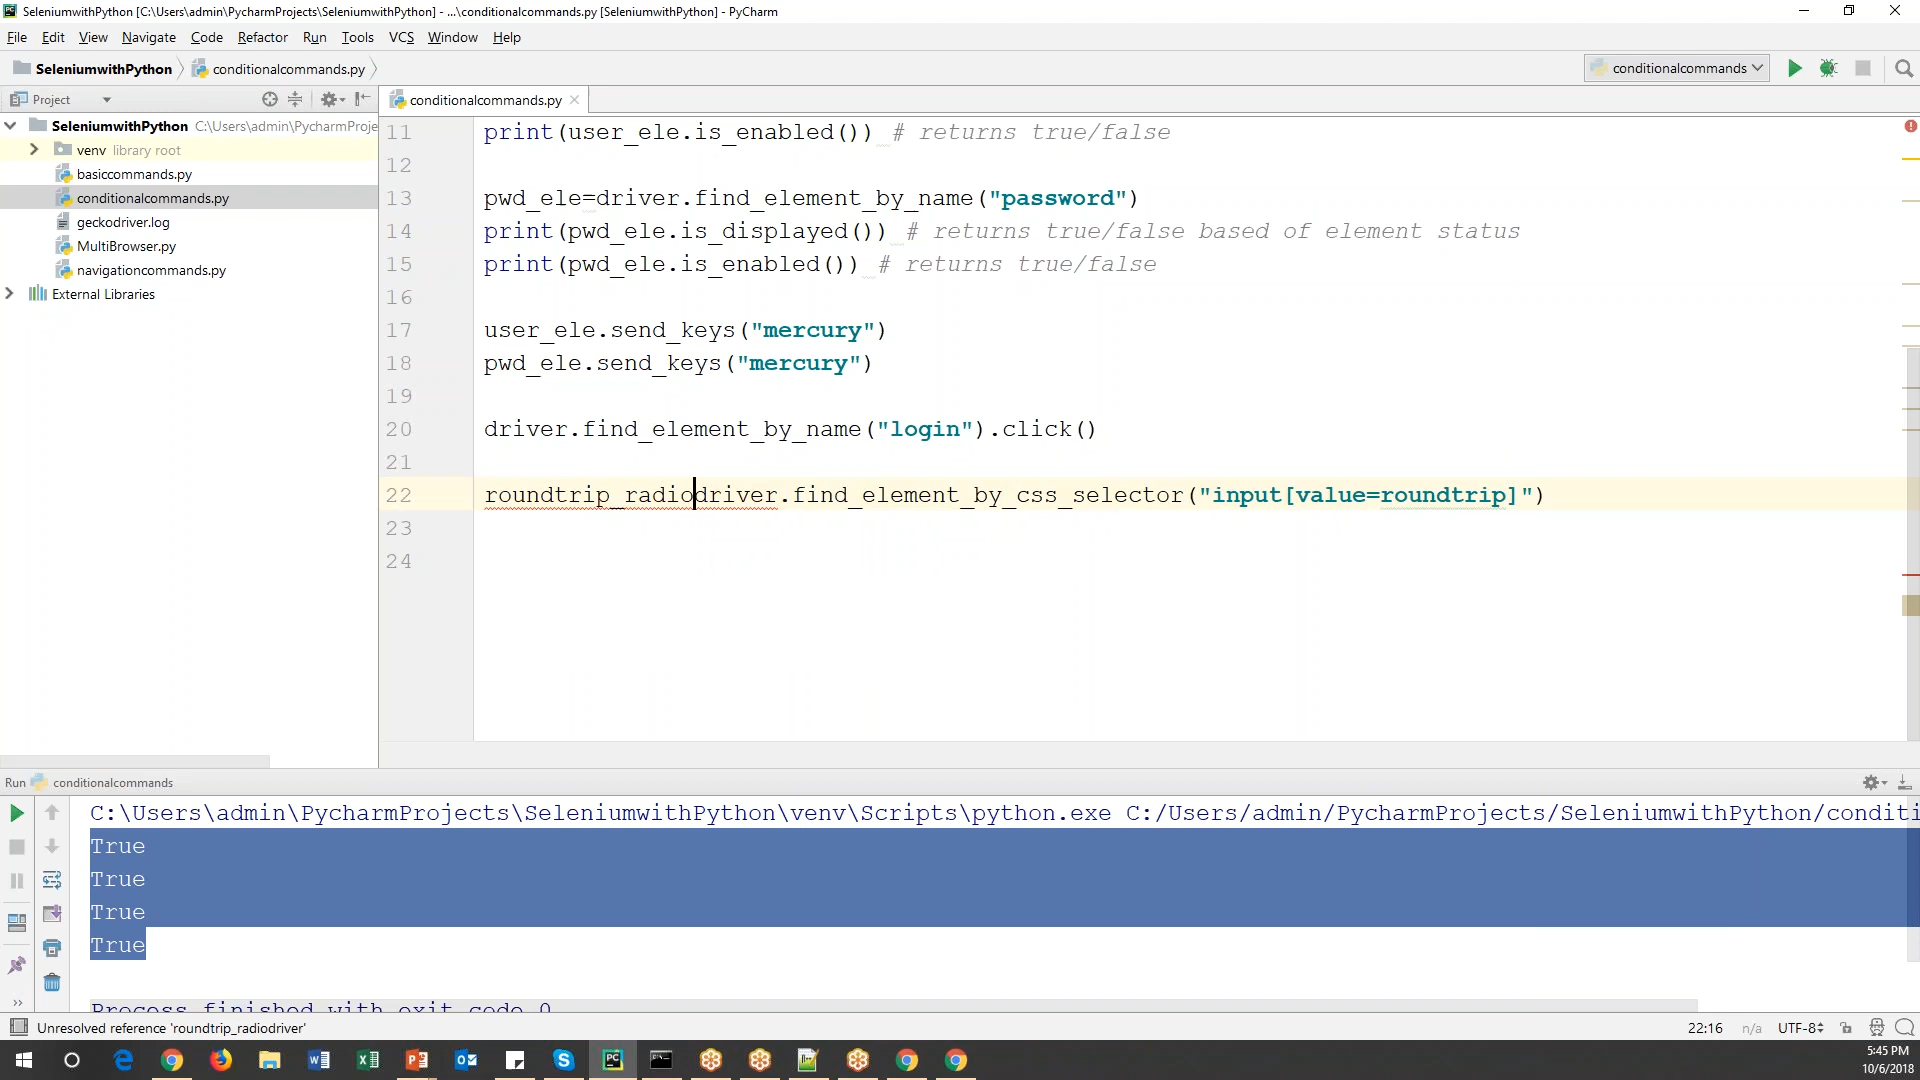 SeleniumwithPython [C:\Users\admin\PycharmProjects\SeleniumwithPython] - ...\conditionalcommands.py [SeleniumwithPython] - PyCharm
File Edit View Navigate Code Refactor Run Tools VCS Window Help
SeleniumwithPython conditionalcommands.py conditionalcommands
Project
conditionalcommands.py
SeleniumwithPython C:\Users\admin\PycharmProje
venv library root
basiccommands.py
conditionalcommands.py
geckodriver.log
MultiBrowser.py
navigationcommands.py
External Libraries
11 print(user_ele.is_enabled()) # returns true/false
12
13 pwd_ele=driver.find_element_by_name("password")
14 print(pwd_ele.is_displayed()) # returns true/false based of element status
15 print(pwd_ele.is_enabled()) # returns true/false
16
17 user_ele.send_keys("mercury")
18 pwd_ele.send_keys("mercury")
19
20 driver.find_element_by_name("login").click()
21
22 roundtrip_radiodriver.find_element_by_css_selector("input[value=roundtrip]")
23
24
Run conditionalcommands
C:\Users\admin\PycharmProjects\SeleniumwithPython\venv\Scripts\python.exe C:/Users/admin/PycharmProjects/SeleniumwithPython/conditi
True
True
True
True
Process finished with exit code 0
Unresolved reference 'roundtrip_radiodriver' 22:16 n/a UTF-8
5:45 PM
10/6/2018